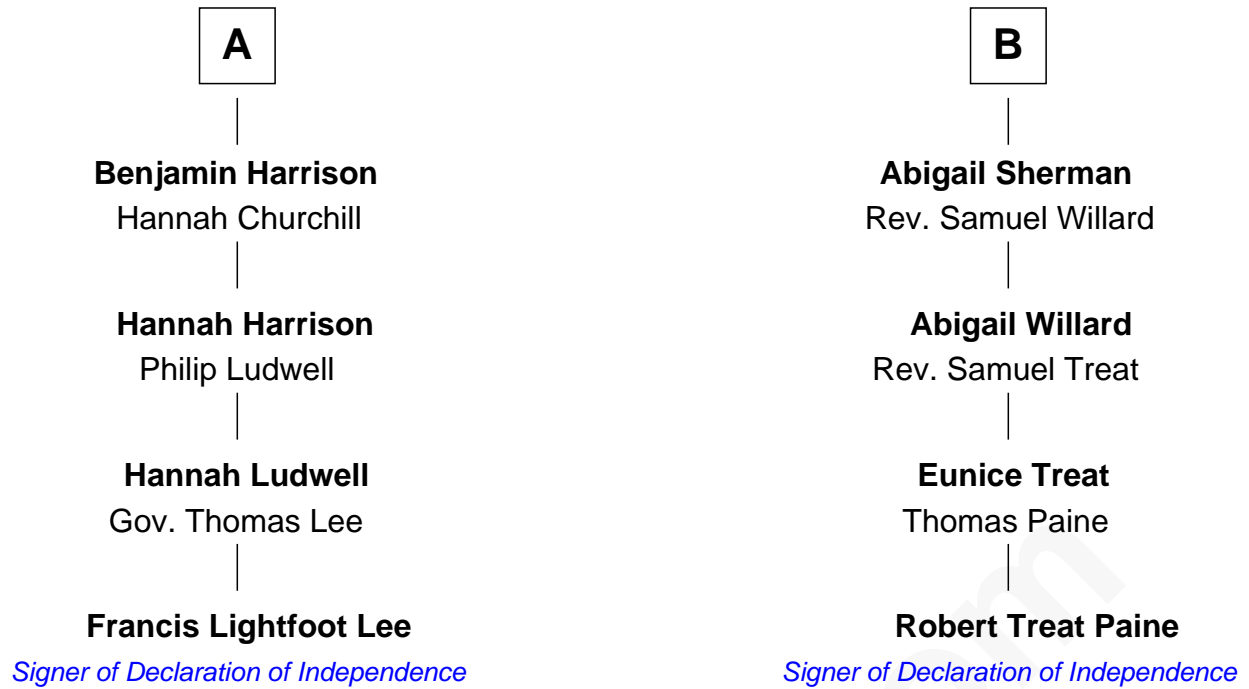 A
Benjamin Harrison
Hannah Churchill
Hannah Harrison
Philip Ludwell
Hannah Ludwell
Gov. Thomas Lee
Francis Lightfoot Lee
Signer of Declaration of Independence
B
Abigail Sherman
Rev. Samuel Willard
Abigail Willard
Rev. Samuel Treat
Eunice Treat
Thomas Paine
Robert Treat Paine
Signer of Declaration of Independence